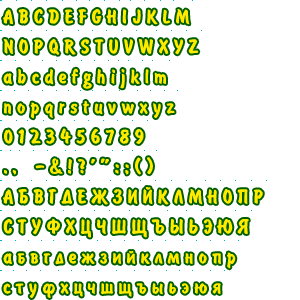 ABCDEFGHIJKLM
NOPQRSTUVWXYZ
abcdefghijklm
nopqrstuvwxyz
0123456789
., -&!?'":;()
АБВГДЕЖЗИЙКЛМНОПР
СТУФХЦЧШЩЪЫЬЭЮЯ
абвгдежзийклмнопр
стуфхцчшщъыьэюя